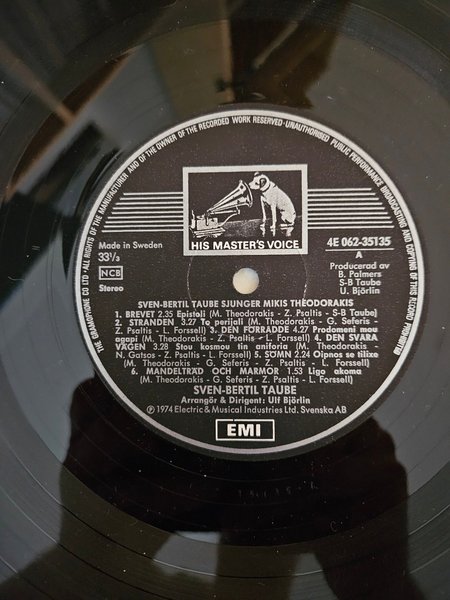 THE GRAMOPHONE CO LTD · ALL RIGHTS OF THE MANUFACTURER AND OF THE OWNER OF THE RECORDED WORK RESERVED · UNAUTHORISED PUBLIC PERFORMANCE BROADCASTING AND COPYING OF THIS RECORD PROHIBITED
HIS MASTER'S VOICE
Made in Sweden
33⅓
NCB
Stereo
4E 062-35135
A
Producerad av
B. Palmers
S-B Taube
U. Björlin
SVEN-BERTIL TAUBE SJUNGER MIKIS THEODORAKIS
1. BREVET 2.35 Epistoli (M. Theodorakis - Z. Psaltis - S-B Taube)
2. STRANDEN 3.27 To perijali (M. Theodorakis - G. Seferis -
Z. Psaltis - L. Forssell) 3. DEN FÖRRÅDDE 4.27 Prodomeni mou
agapi (M. Theodorakis - Z. Psaltis - L. Forssell) 4. DEN SVÅRA
VÄGEN 3.28 Stou kosmou tin aniforia (M. Theodorakis -
N. Gatsos - Z. Psaltis - L. Forssell) 5. SÖMN 2.24 Oipnos se tilixe
(M. Theodorakis - G. Seferis - Z. Psaltis - L. Forssell)
6. MANDELTRÄD OCH MARMOR 1.53 Ligo akoma
(M. Theodorakis - G. Seferis - Z. Psaltis - L. Forssell)
SVEN-BERTIL TAUBE
Arrangör & Dirigent: Ulf Björlin
Ⓟ 1974 Electric & Musical Industries Ltd. Svenska AB
EMI